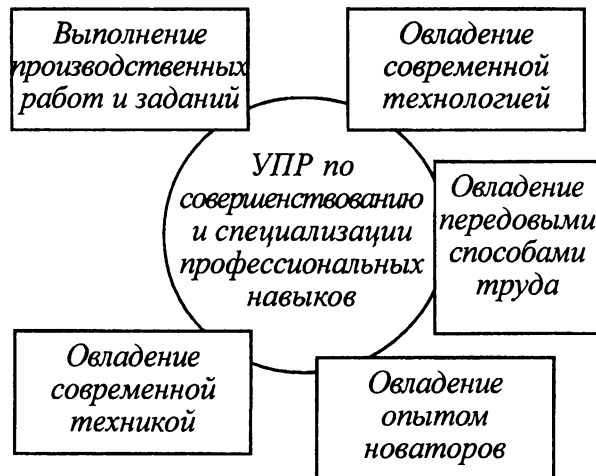 Выполнение
производственных
работ и заданий
Овладение
современной
технологией
УПР по
совершенствованию
и специализации
профессиональных
навыков
Овладение
передовыми
способами
труда
Овладение
современной
техникой
Овладение
опытом
новаторов